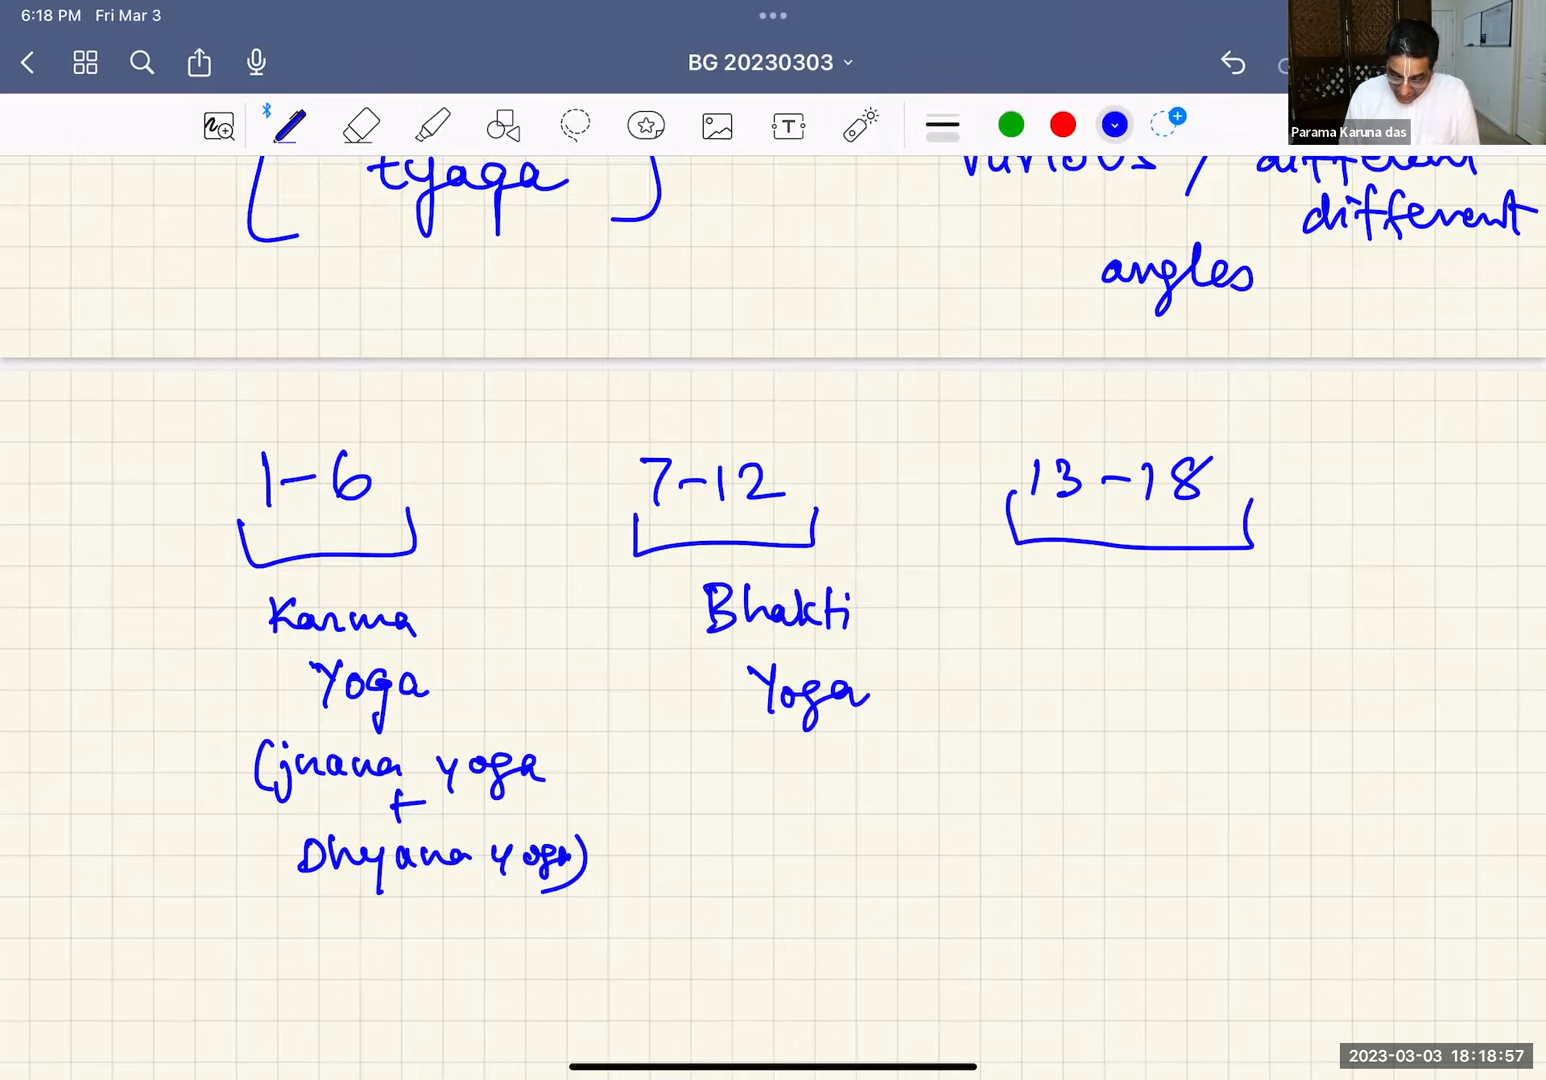 6:18 PM Fri Mar 3
BG 20230303
T
Parama Karuna das
tyaga
various / different
different
angles
1-6
7-12
13-18
Karma
Yoga
(jnana yoga
+
Dhyana yoga)
Bhakti
Yoga
2023-03-03 18:18:57